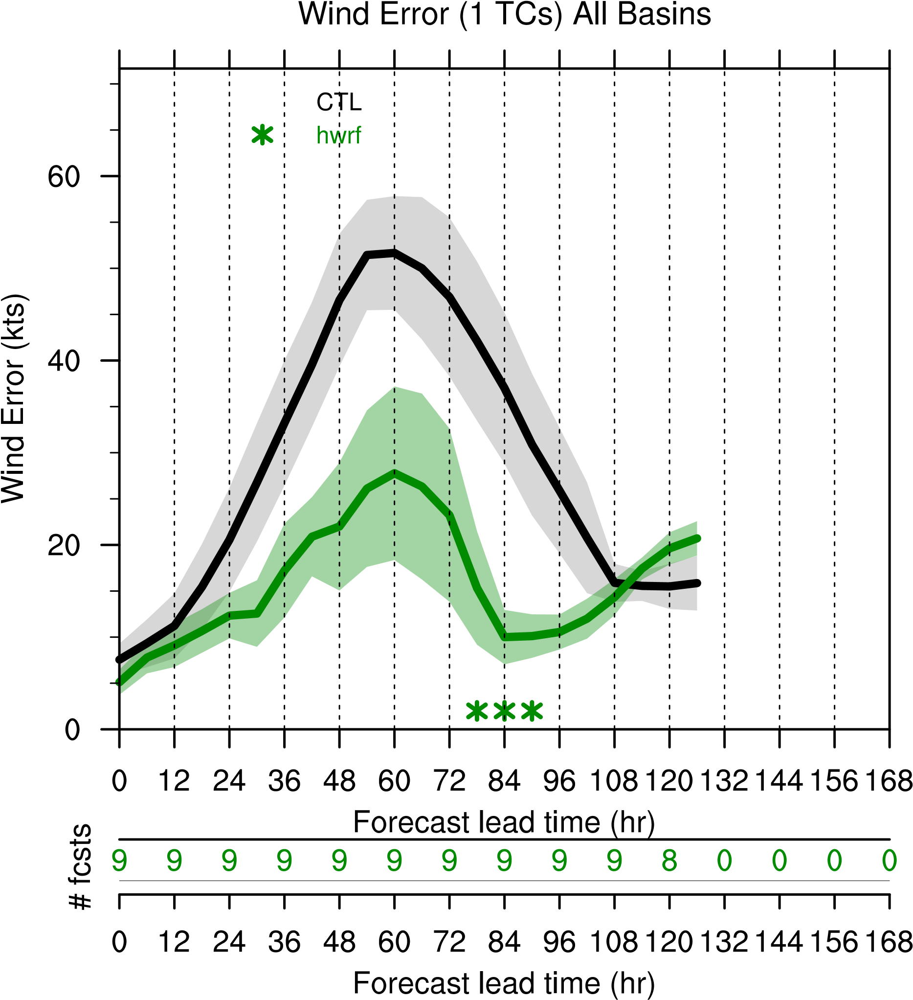 Wind Error (1 TCs) All Basins
CTL
hwrf
60
40
20
0
Wind Error (kts)
0 12 24 36 48 60 72 84 96 108 120 132 144 156 168
Forecast lead time (hr)
# fcsts
9 9 9 9 9 9 9 9 9 9 8 0 0 0 0
0 12 24 36 48 60 72 84 96 108 120 132 144 156 168
Forecast lead time (hr)